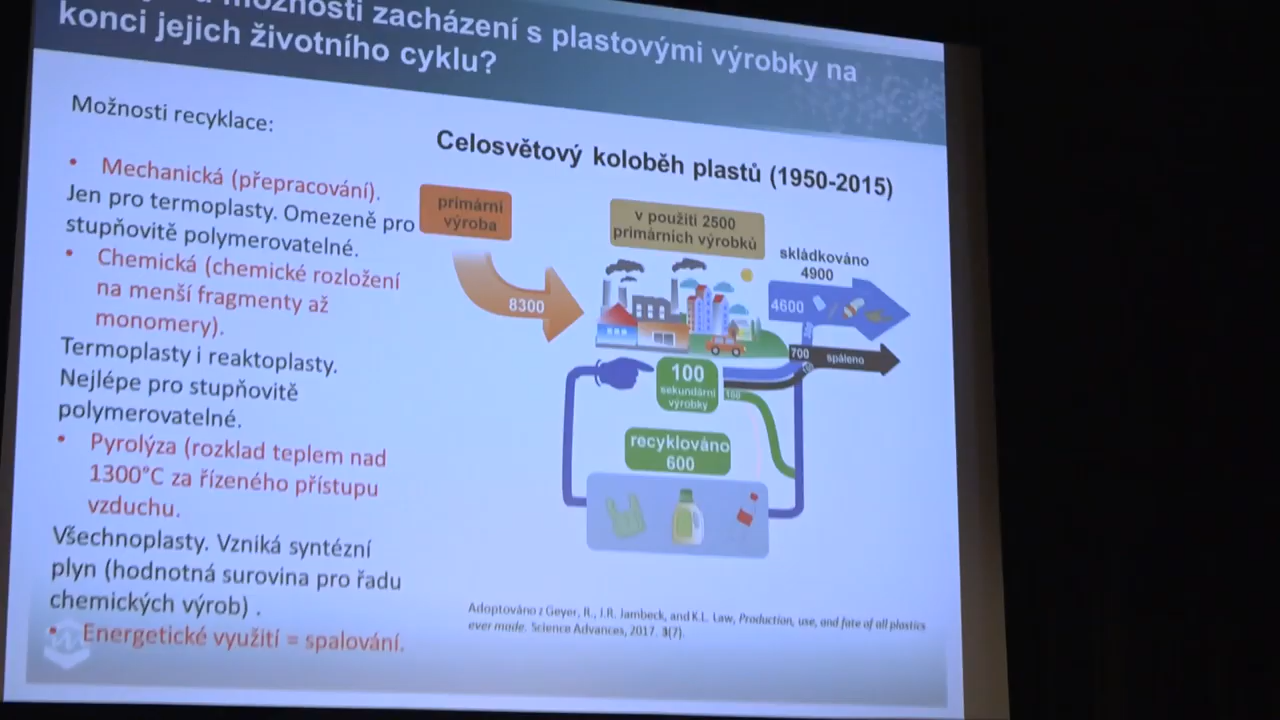 možnosti zacházení s plastovými výrobky na
konci jejich životního cyklu?
Možnosti recyklace:
• Mechanická (přepracování).
Jen pro termoplasty. Omezeně pro
stupňovitě polymerovatelné.
• Chemická (chemické rozložení
na menší fragmenty až
monomery).
Termoplasty i reaktoplasty.
Nejlépe pro stupňovitě
polymerovatelné.
• Pyrolýza (rozklad teplem nad
1300°C za řízeného přístupu
vzduchu.
Všechnoplasty. Vzniká syntézní
plyn (hodnotná surovina pro řadu
chemických výrob) .
• Energetické využití = spalování.
Celosvětový koloběh plastů (1950-2015)
primární
výroba
8300
v použití 2500
primárních výrobků
skládkováno
4900
4600
700 spáleno
100
sekundární
výrobky
100
recyklováno
600
Adoptováno z Geyer, R., J.R. Jambeck, and K.L. Law, Production, use, and fate of all plastics
ever made. Science Advances, 2017. 3(7).